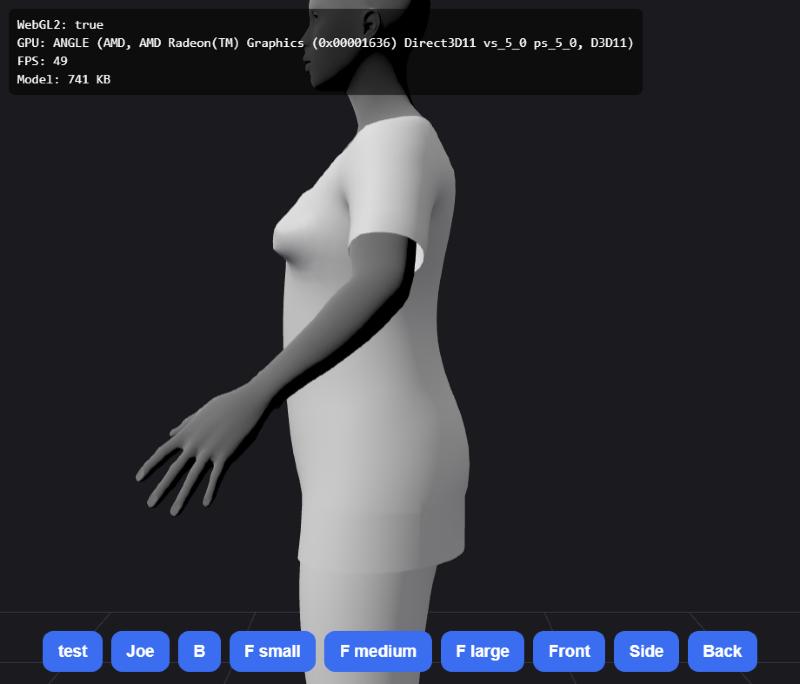 WebGL2: true
GPU: ANGLE (AMD, AMD Radeon(TM) Graphics (0x00001636) Direct3D11 vs_5_0 ps_5_0, D3D11)
FPS: 49
Model: 741 KB
test Joe B F small F medium F large Front Side Back